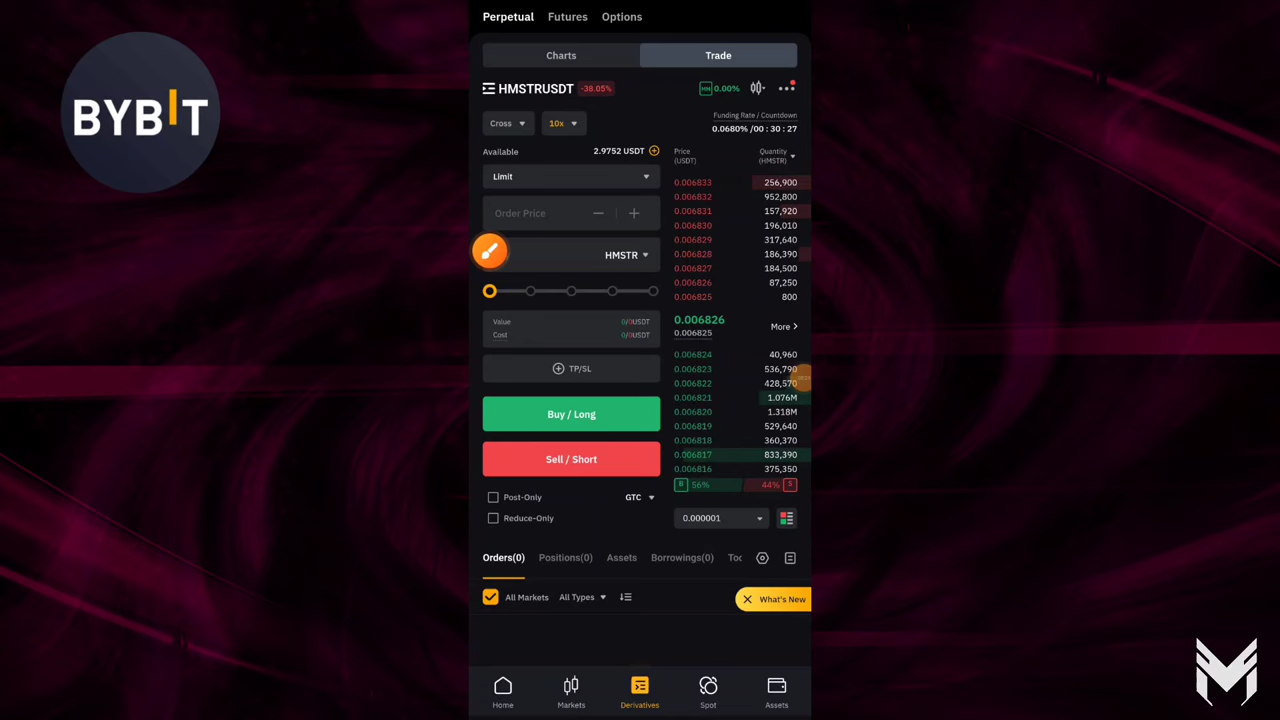 BYBIT
Perpetual Futures Options
Charts Trade
HMSTRUSDT -38.05% MM 0.00%
Funding Rate / Countdown
Cross 10x 0.0680% /00 : 30 : 27
Available 2.9752 USDT
Price (USDT) Quantity (HMSTR)
Limit
Order Price
HMSTR
0.006833 256,900
0.006832 952,800
0.006831 157,920
0.006830 196,010
0.006829 317,640
0.006828 186,390
0.006827 184,500
0.006826 87,250
0.006825 800
Value 0/0USDT
Cost 0/0USDT
0.006826
0.006825
More
TP/SL
Buy / Long
Sell / Short
0.006824 40,960
0.006823 536,790
0.006822 428,570
0.006821 1.076M
0.006820 1.318M
0.006819 529,640
0.006818 360,370
0.006817 833,390
0.006816 375,350
B 56% 44% S
Post-Only GTC
Reduce-Only
0.000001
Orders(0) Positions(0) Assets Borrowings(0) Too
All Markets All Types
What's New
Home Markets Derivatives Spot Assets